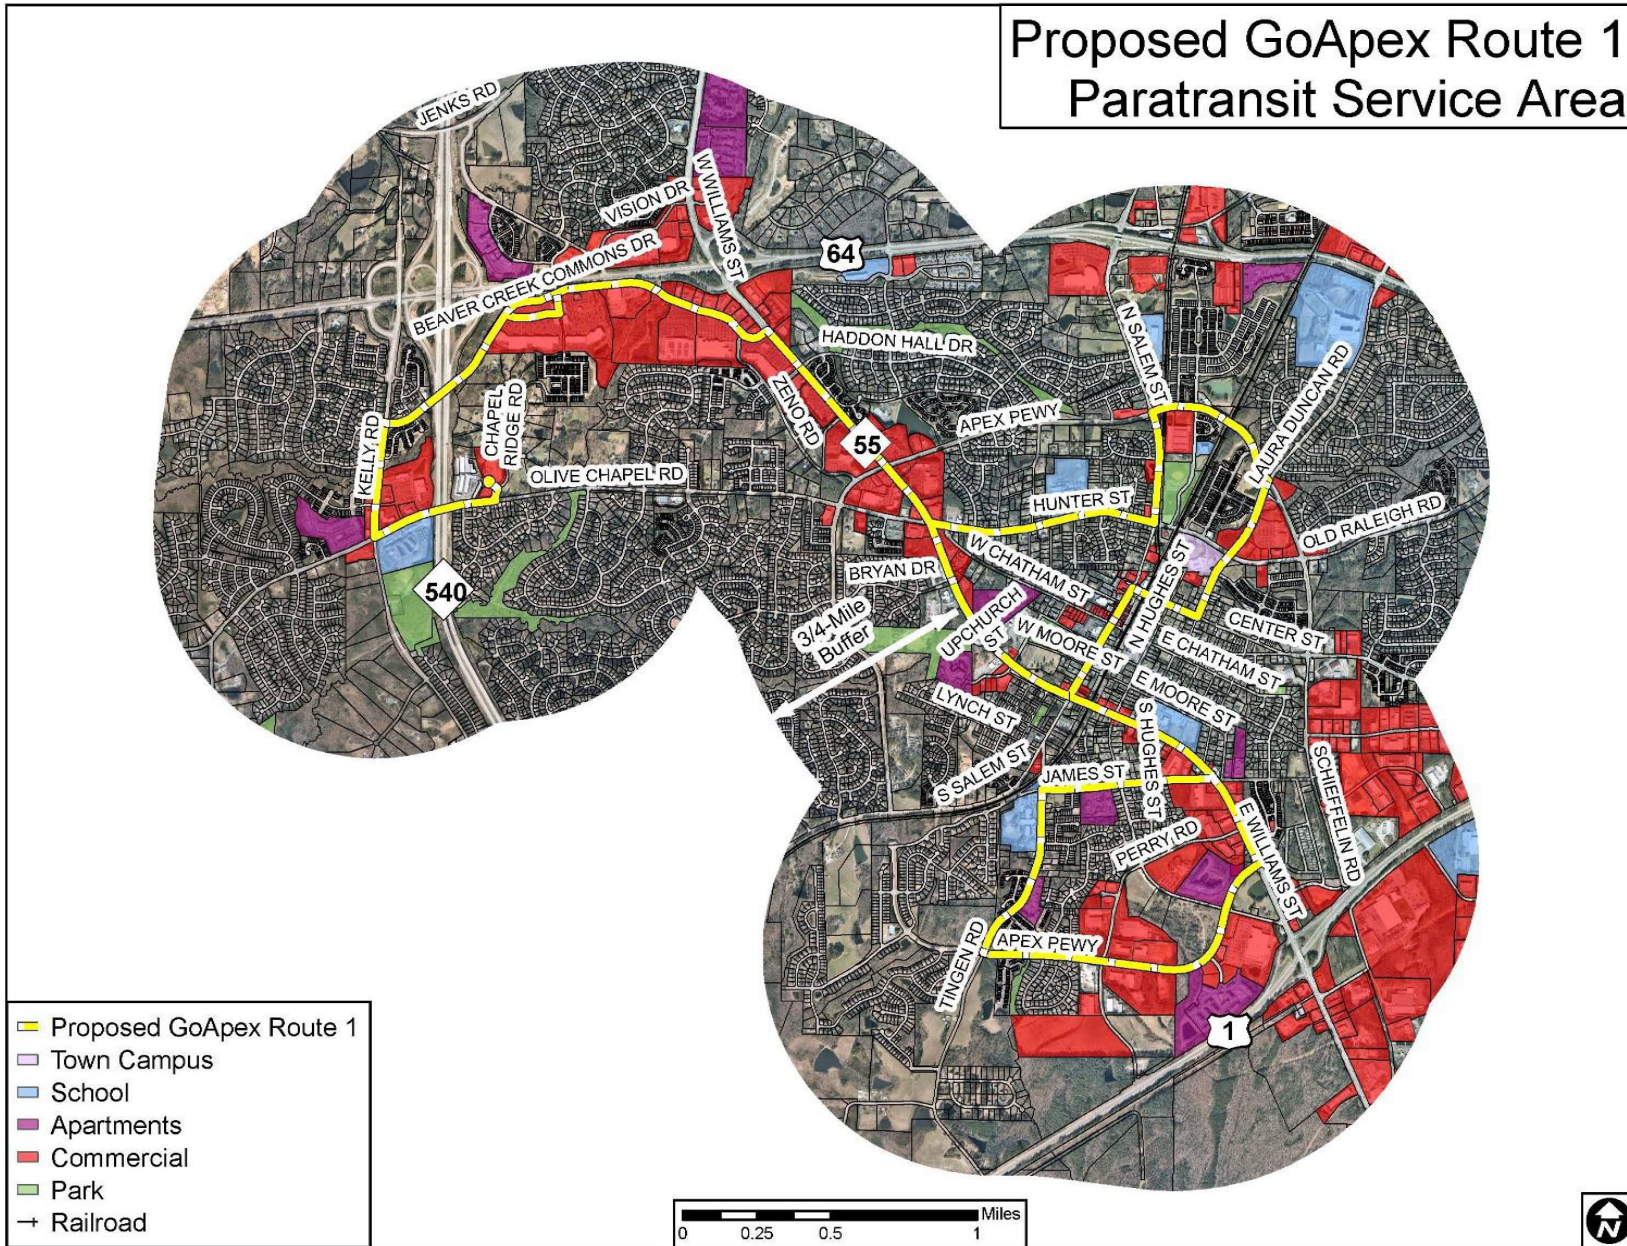 Proposed GoApex Route 1
Paratransit Service Area
JENKS RD
W WILLIAMS ST
VISION DR
BEAVER CREEK COMMONS DR
64
HADDON HALL DR
N SALEM ST
LAURA DUNCAN RD
ZENO RD
55
APEX PEWY
KELLY RD
CHAPEL
RIDGE RD
OLIVE CHAPEL RD
HUNTER ST
OLD RALEIGH RD
W CHATHAM ST
N HUGHES ST
BRYAN DR
540
3/4-Mile
Buffer
UPCHURCH
ST
W MOORE ST
E CHATHAM ST
CENTER ST
LYNCH ST
E MOORE ST
S HUGHES ST
S SALEM ST
JAMES ST
SCHIEFFELIN RD
PERRY RD
E WILLIAMS ST
TINGEN RD
APEX PEWY
1
Proposed GoApex Route 1
Town Campus
School
Apartments
Commercial
Park
Railroad
Miles
0 0.25 0.5 1
N